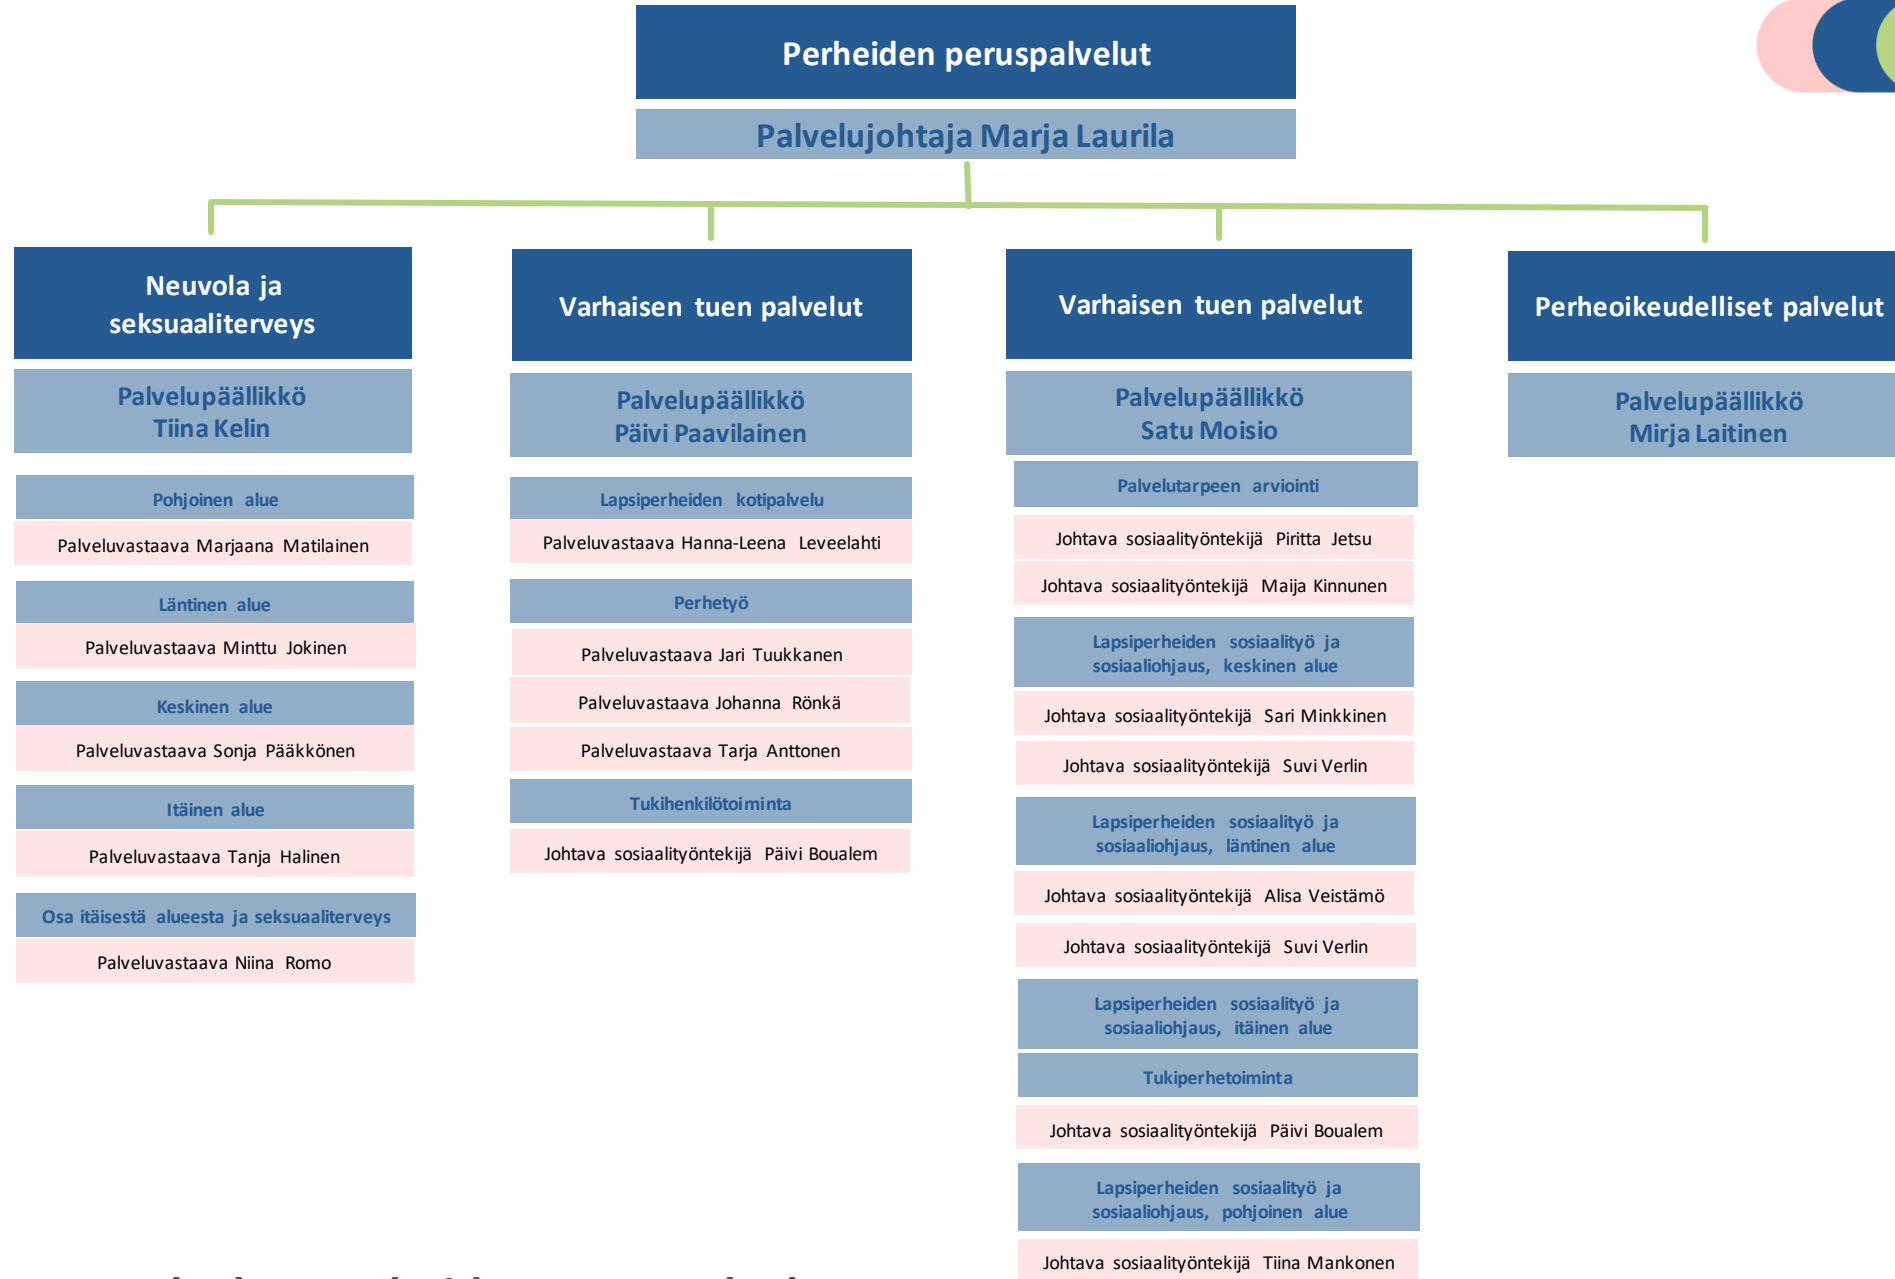 Perheiden peruspalvelut
Palvelujohtaja Marja Laurila
Neuvola ja
seksuaaliterveys
Palvelupäällikkö
Tiina Kelin
Pohjoinen alue
Palveluvastaava Marjaana Matilainen
Läntinen alue
Palveluvastaava Minttu Jokinen
Keskinen alue
Palveluvastaava Sonja Pääkkönen
Itäinen alue
Palveluvastaava Tanja Halinen
Osa itäisestä alueesta ja seksuaaliterveys
Palveluvastaava Niina Romo
Varhaisen tuen palvelut
Palvelupäällikkö
Päivi Paavilainen
Lapsiperheiden kotipalvelu
Palveluvastaava Hanna-Leena Leveelahti
Perhetyö
Palveluvastaava Jari Tuukkanen
Palveluvastaava Johanna Rönkä
Palveluvastaava Tarja Anttonen
Tukihenkilötoiminta
Johtava sosiaalityöntekijä Päivi Boualem
Varhaisen tuen palvelut
Palvelupäällikkö
Satu Moisio
Palvelutarpeen arviointi
Johtava sosiaalityöntekijä Piritta Jetsu
Johtava sosiaalityöntekijä Maija Kinnunen
Lapsiperheiden sosiaalityö ja
sosiaaliohjaus, keskinen alue
Johtava sosiaalityöntekijä Sari Minkkinen
Johtava sosiaalityöntekijä Suvi Verlin
Lapsiperheiden sosiaalityö ja
sosiaaliohjaus, läntinen alue
Johtava sosiaalityöntekijä Alisa Veistämö
Johtava sosiaalityöntekijä Suvi Verlin
Lapsiperheiden sosiaalityö ja
sosiaaliohjaus, itäinen alue
Tukiperhetoiminta
Johtava sosiaalityöntekijä Päivi Boualem
Lapsiperheiden sosiaalityö ja
sosiaaliohjaus, pohjoinen alue
Johtava sosiaalityöntekijä Tiina Mankonen
Perheoikeudelliset palvelut
Palvelupäällikkö
Mirja Laitinen